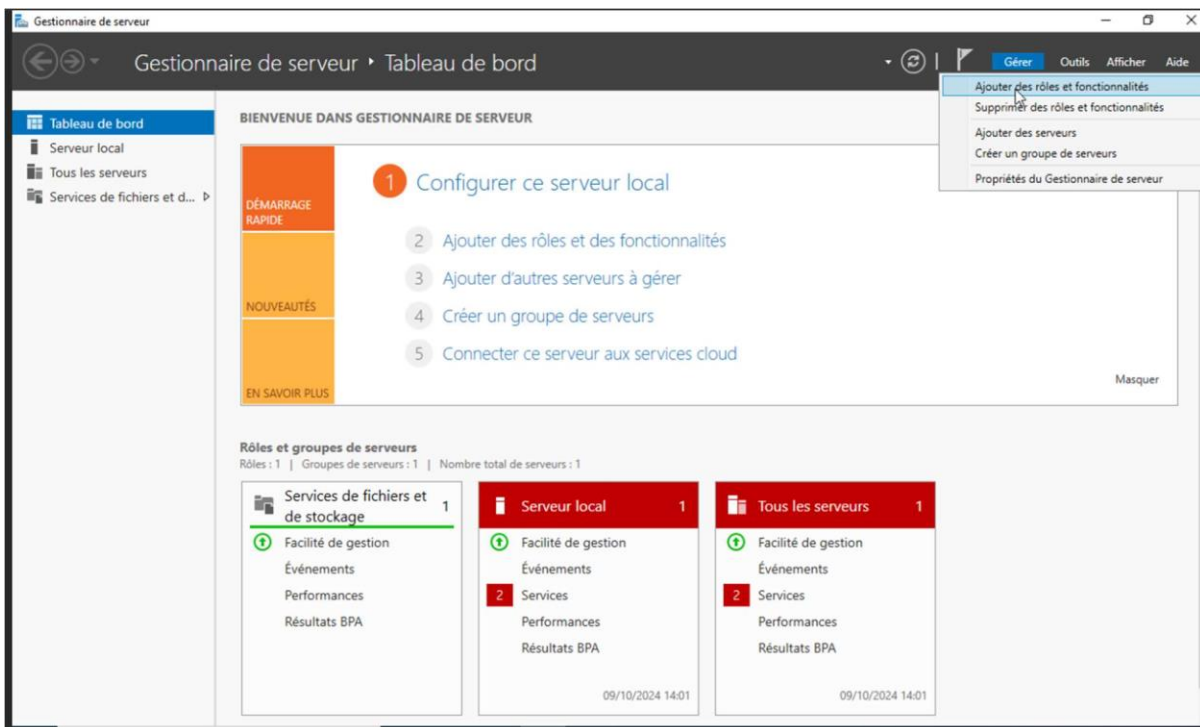 Gestionnaire de serveur
Gestionnaire de serveur • Tableau de bord
Gérer Outils Afficher Aide
Ajouter des rôles et fonctionnalités
Supprimer des rôles et fonctionnalités
Ajouter des serveurs
Créer un groupe de serveurs
Propriétés du Gestionnaire de serveur
Tableau de bord
Serveur local
Tous les serveurs
Services de fichiers et d...
BIENVENUE DANS GESTIONNAIRE DE SERVEUR
DÉMARRAGE
RAPIDE
NOUVEAUTÉS
EN SAVOIR PLUS
1 Configurer ce serveur local
2 Ajouter des rôles et des fonctionnalités
3 Ajouter d'autres serveurs à gérer
4 Créer un groupe de serveurs
5 Connecter ce serveur aux services cloud
Masquer
Rôles et groupes de serveurs
Rôles : 1 | Groupes de serveurs : 1 | Nombre total de serveurs : 1
Services de fichiers et
de stockage
1
Facilité de gestion
Événements
Performances
Résultats BPA
Serveur local 1
Facilité de gestion
Événements
2 Services
Performances
Résultats BPA
09/10/2024 14:01
Tous les serveurs 1
Facilité de gestion
Événements
2 Services
Performances
Résultats BPA
09/10/2024 14:01